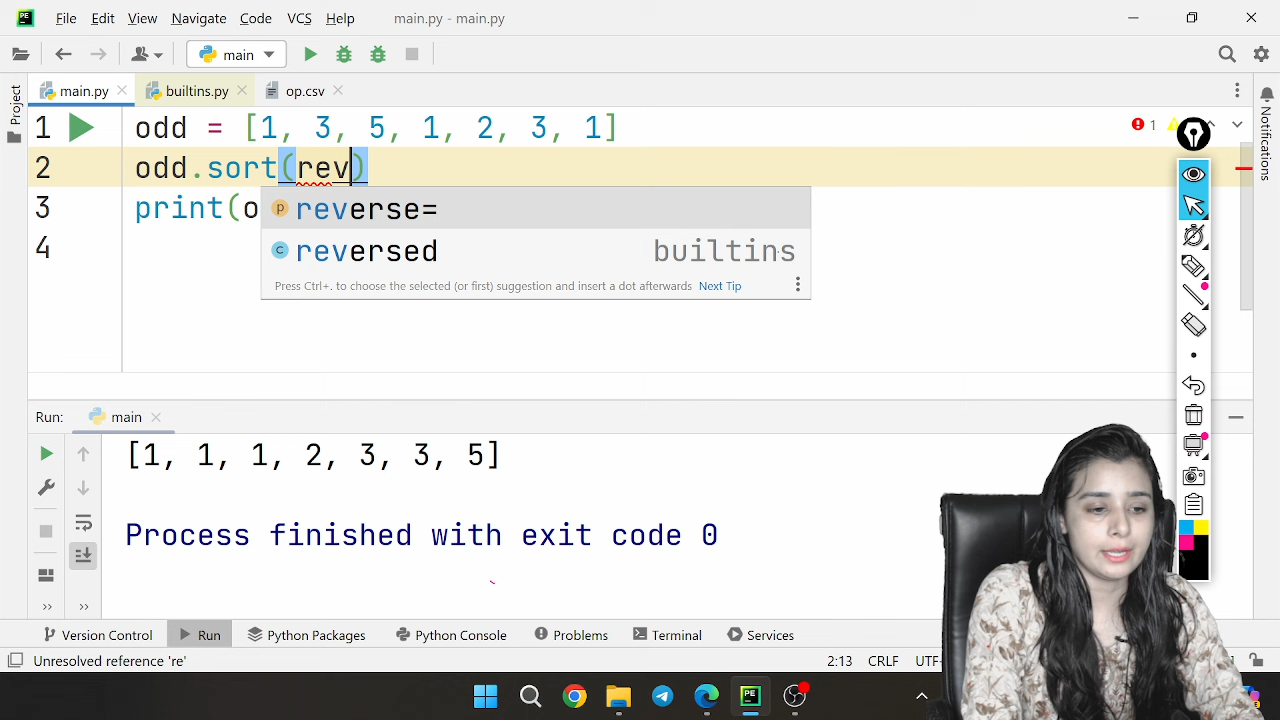 PE File Edit View Navigate Code VCS Help main.py - main.py
main
main.py builtins.py op.csv
Project
Notifications
1 odd = [1, 3, 5, 1, 2, 3, 1]
1
2 odd.sort(rev)
3 print(o
4
p reverse=
c reversed builtins
Press Ctrl+. to choose the selected (or first) suggestion and insert a dot afterwards Next Tip
Run: main
[1, 1, 1, 2, 3, 3, 5]
Process finished with exit code 0
Version Control Run Python Packages Python Console Problems Terminal Services
Unresolved reference 're' 2:13 CRLF
PE